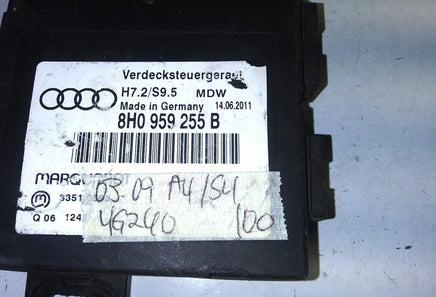 Verdecksteuergerät
H7.2/S9.5 MDW
Made in Germany 14.06.2011
8H0 959 255 B
03-09 A4/S4
4G240 100
Q 06